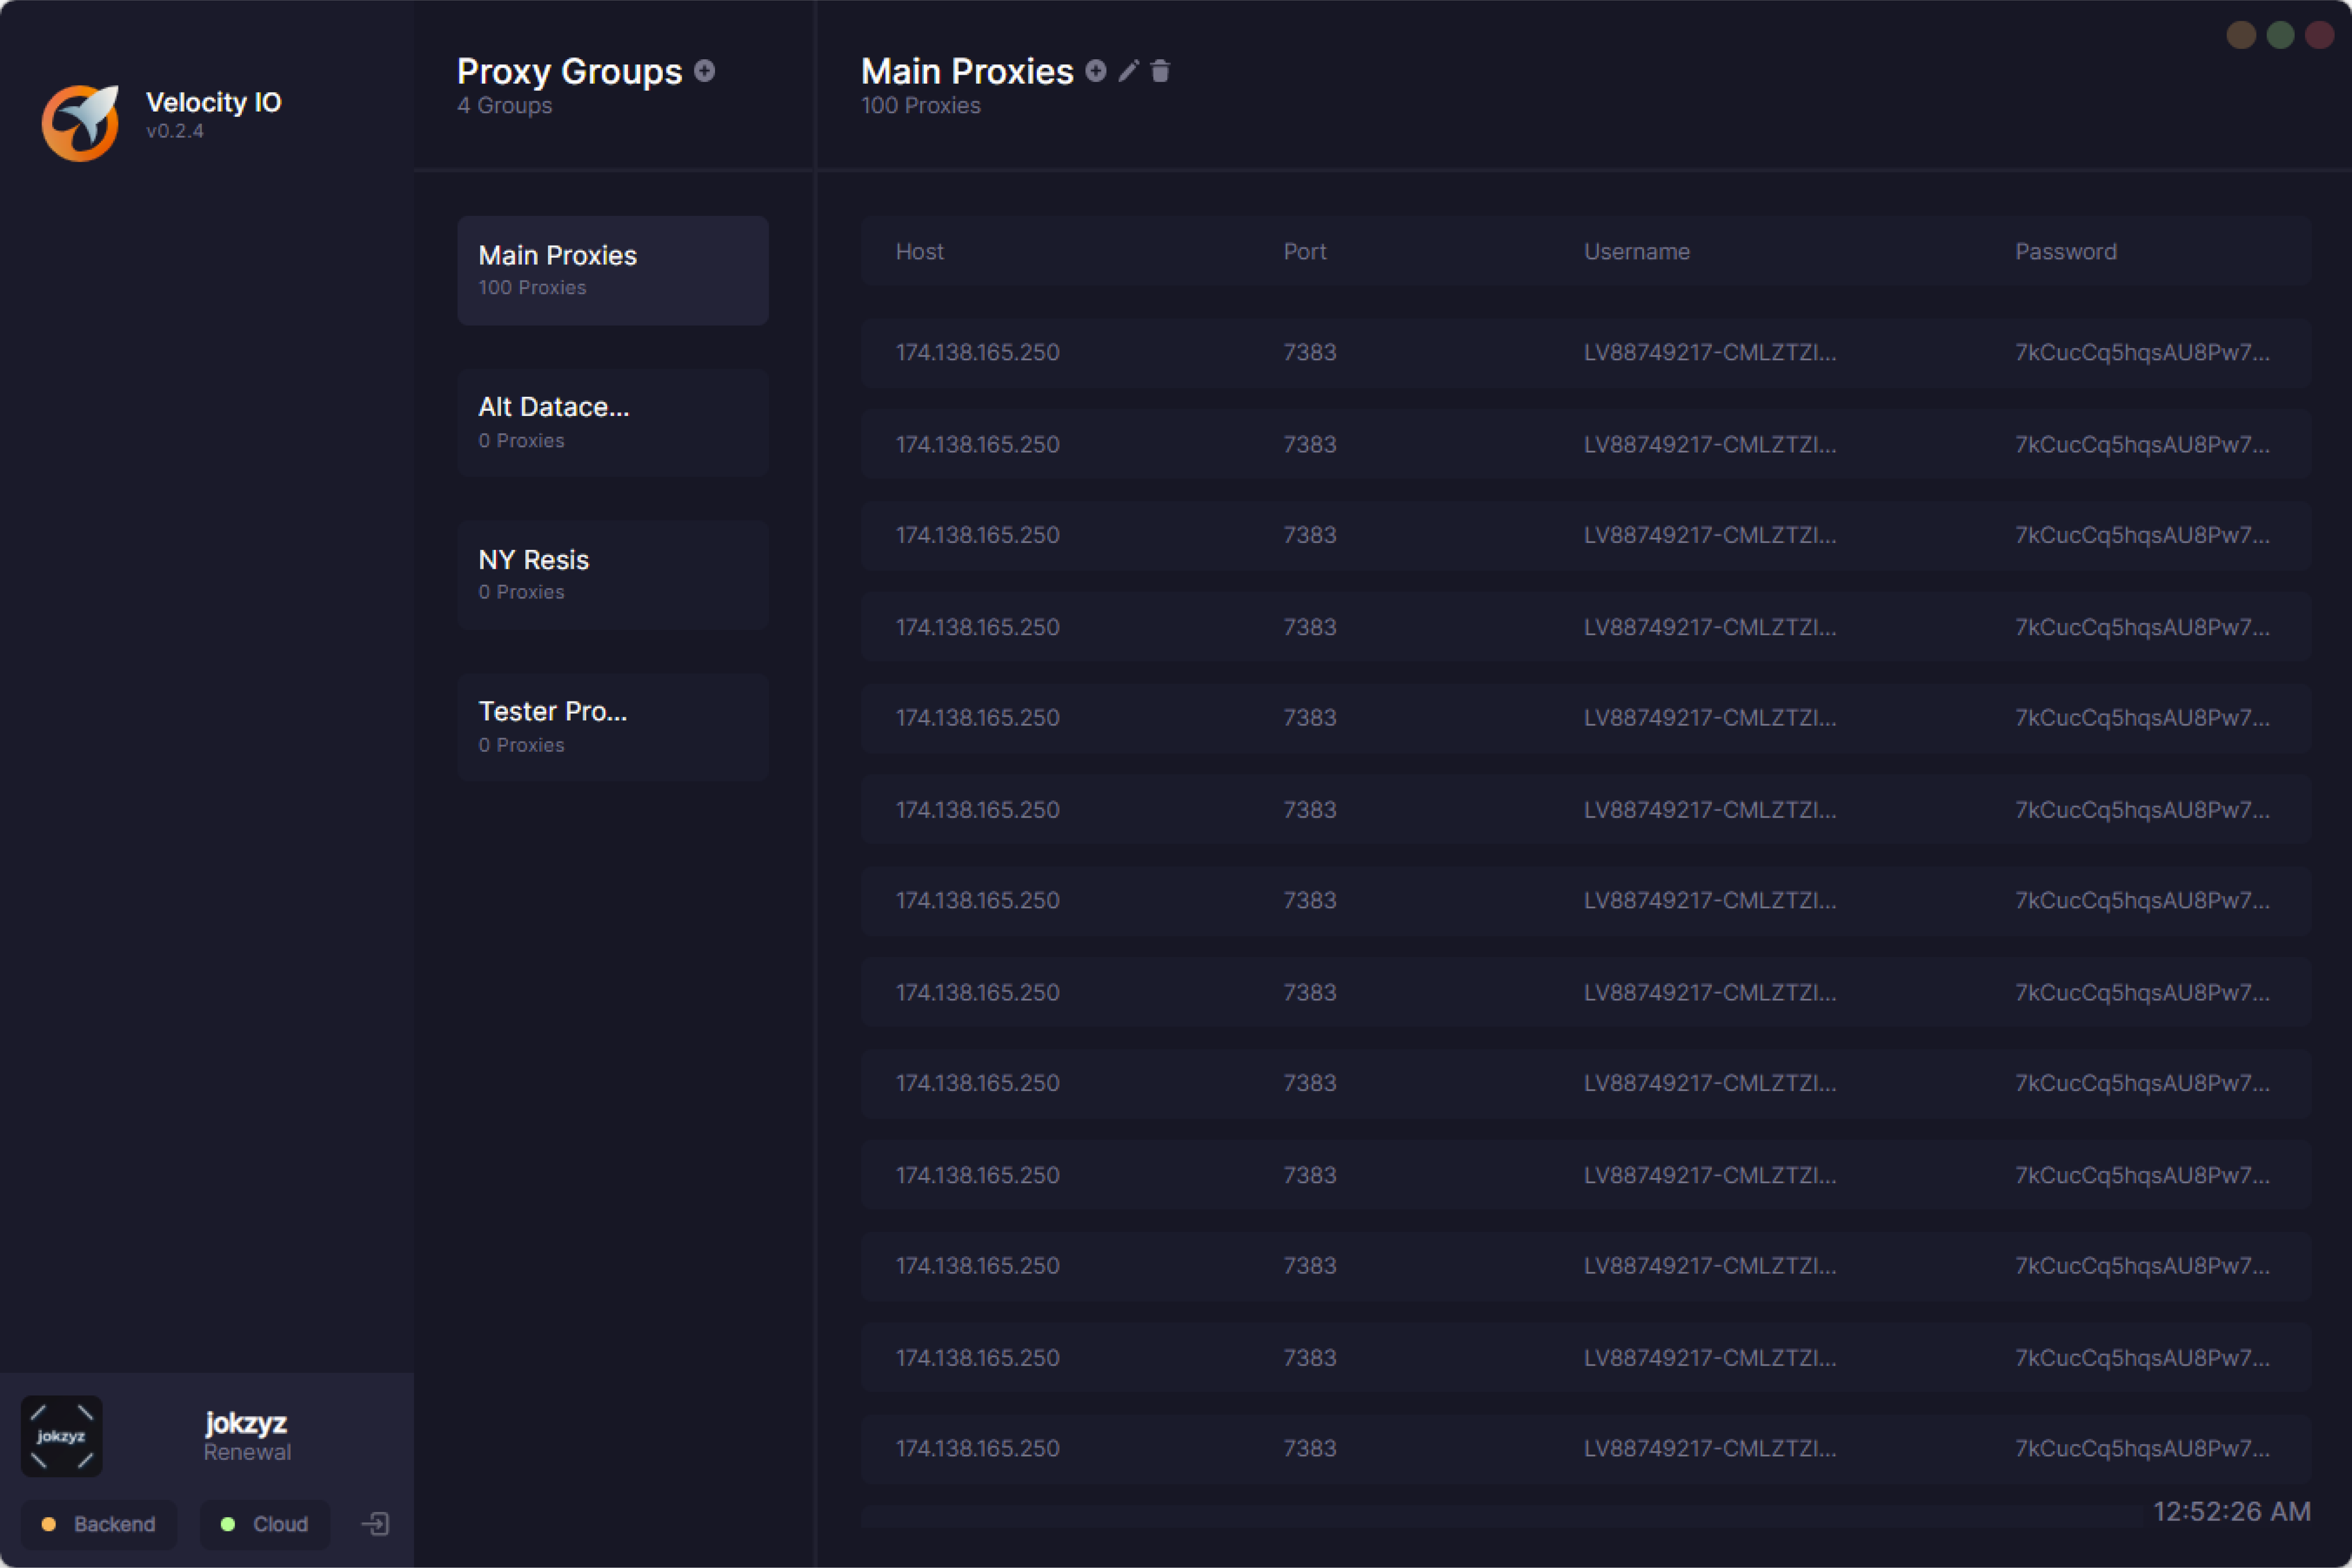 Velocity IO
v0.2.4
jokzyz
jokzyz
Renewal
Backend Cloud
Proxy Groups
4 Groups
Main Proxies
100 Proxies
Alt Datace...
0 Proxies
NY Resis
0 Proxies
Tester Pro...
0 Proxies
Main Proxies
100 Proxies
Host Port Username Password
174.138.165.250 7383 LV88749217-CMLZTZI... 7kCucCq5hqsAU8Pw7...
174.138.165.250 7383 LV88749217-CMLZTZI... 7kCucCq5hqsAU8Pw7...
174.138.165.250 7383 LV88749217-CMLZTZI... 7kCucCq5hqsAU8Pw7...
174.138.165.250 7383 LV88749217-CMLZTZI... 7kCucCq5hqsAU8Pw7...
174.138.165.250 7383 LV88749217-CMLZTZI... 7kCucCq5hqsAU8Pw7...
174.138.165.250 7383 LV88749217-CMLZTZI... 7kCucCq5hqsAU8Pw7...
174.138.165.250 7383 LV88749217-CMLZTZI... 7kCucCq5hqsAU8Pw7...
174.138.165.250 7383 LV88749217-CMLZTZI... 7kCucCq5hqsAU8Pw7...
174.138.165.250 7383 LV88749217-CMLZTZI... 7kCucCq5hqsAU8Pw7...
174.138.165.250 7383 LV88749217-CMLZTZI... 7kCucCq5hqsAU8Pw7...
174.138.165.250 7383 LV88749217-CMLZTZI... 7kCucCq5hqsAU8Pw7...
174.138.165.250 7383 LV88749217-CMLZTZI... 7kCucCq5hqsAU8Pw7...
174.138.165.250 7383 LV88749217-CMLZTZI... 7kCucCq5hqsAU8Pw7...
12:52:26 AM